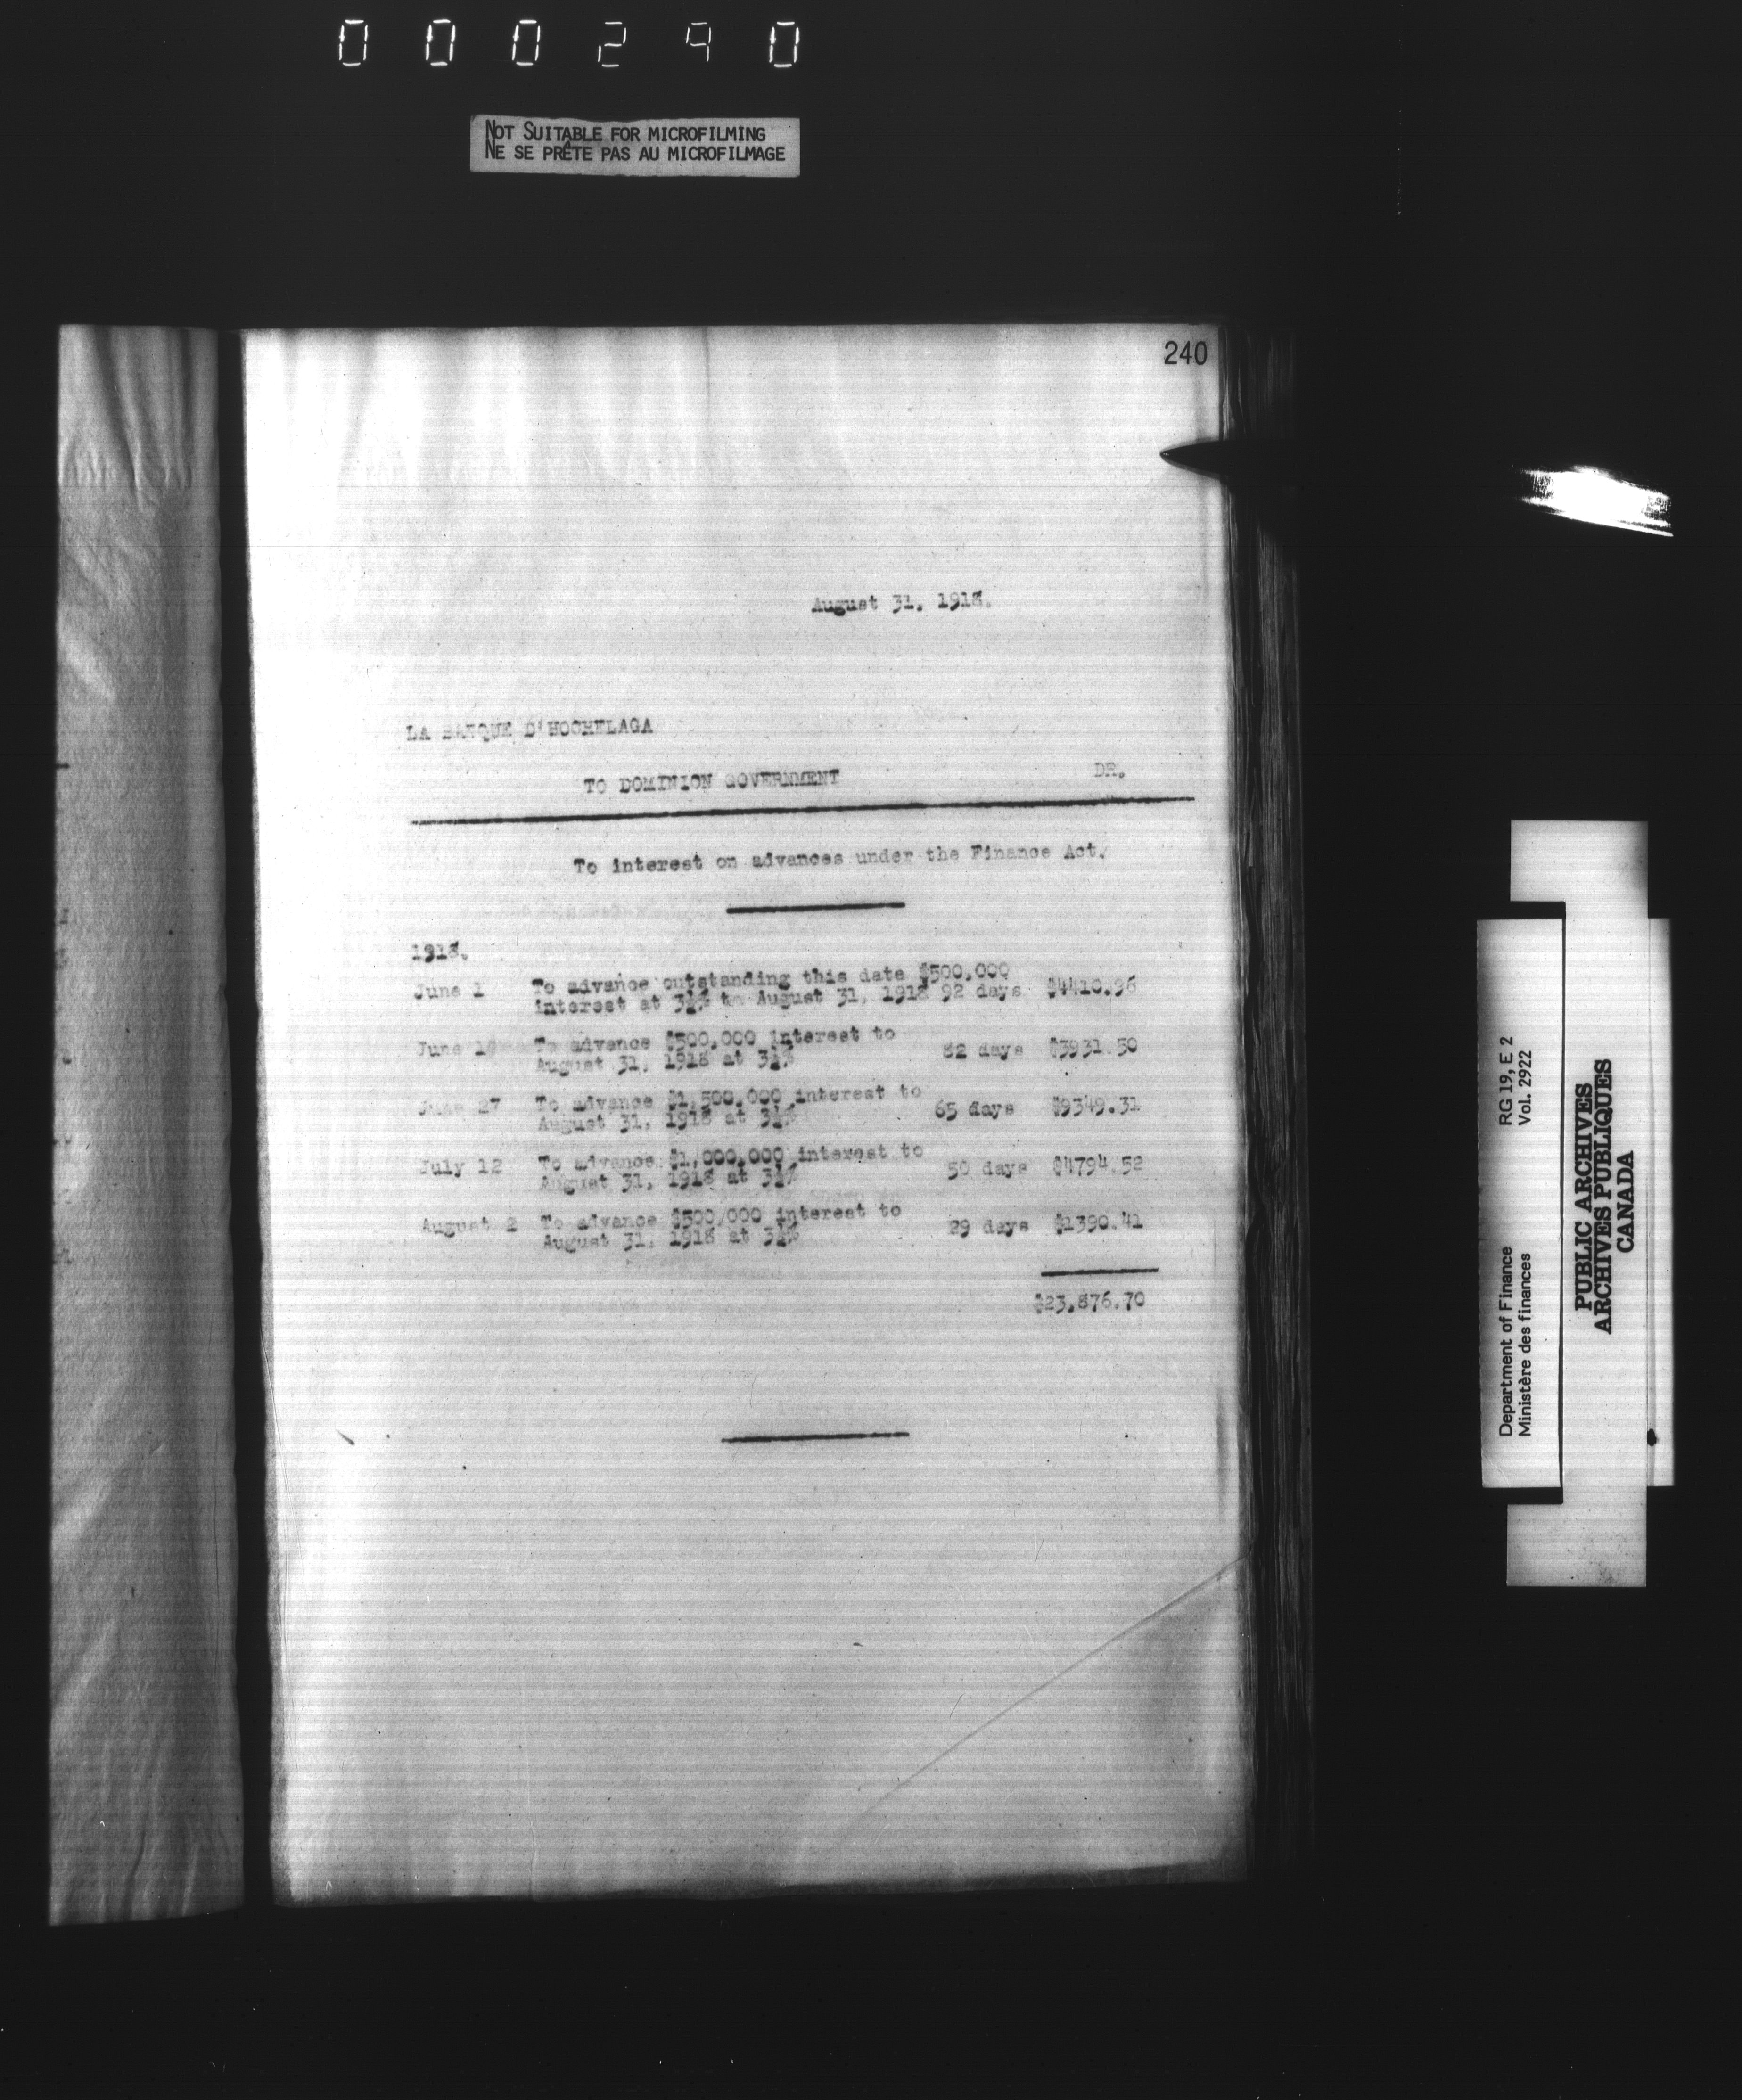 000240
NOT SUITABLE FOR MICROFILMING
NE SE PRÊTE PAS AU MICROFILMAGE
240
August 31, 1918.
LA BANQUE D'HOCHELAGA
TO DOMINION GOVERNMENT DR.
To interest on advances under the Finance Act.
1918.
June 1 To advance outstanding this date $500,000
interest at 3½% to August 31, 1918 92 days $4410.96
June 10 To advance $500,000 interest to
August 31, 1918 at 3½% 82 days $3931.50
June 27 To advance $1,500,000 interest to
August 31, 1918 at 3½% 65 days $9349.31
July 12 To advance $1,000,000 interest to
August 31, 1918 at 3½% 50 days $4794.52
August 2 To advance $500,000 interest to
August 31, 1918 at 3½% 29 days $1390.41
$23,876.70
Department of Finance RG 19, E 2
Ministère des finances Vol. 2922
PUBLIC ARCHIVES
ARCHIVES PUBLIQUES
CANADA